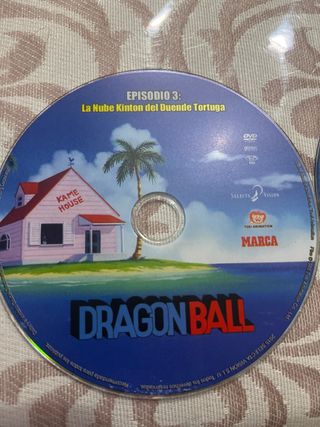 EPISODIO 3:
La Nube Kinton del Duende Tortuga
DVD
KAME
HOUSE
SELECTA VISION
TOEI ANIMATION
MARCA
DRAGON BALL